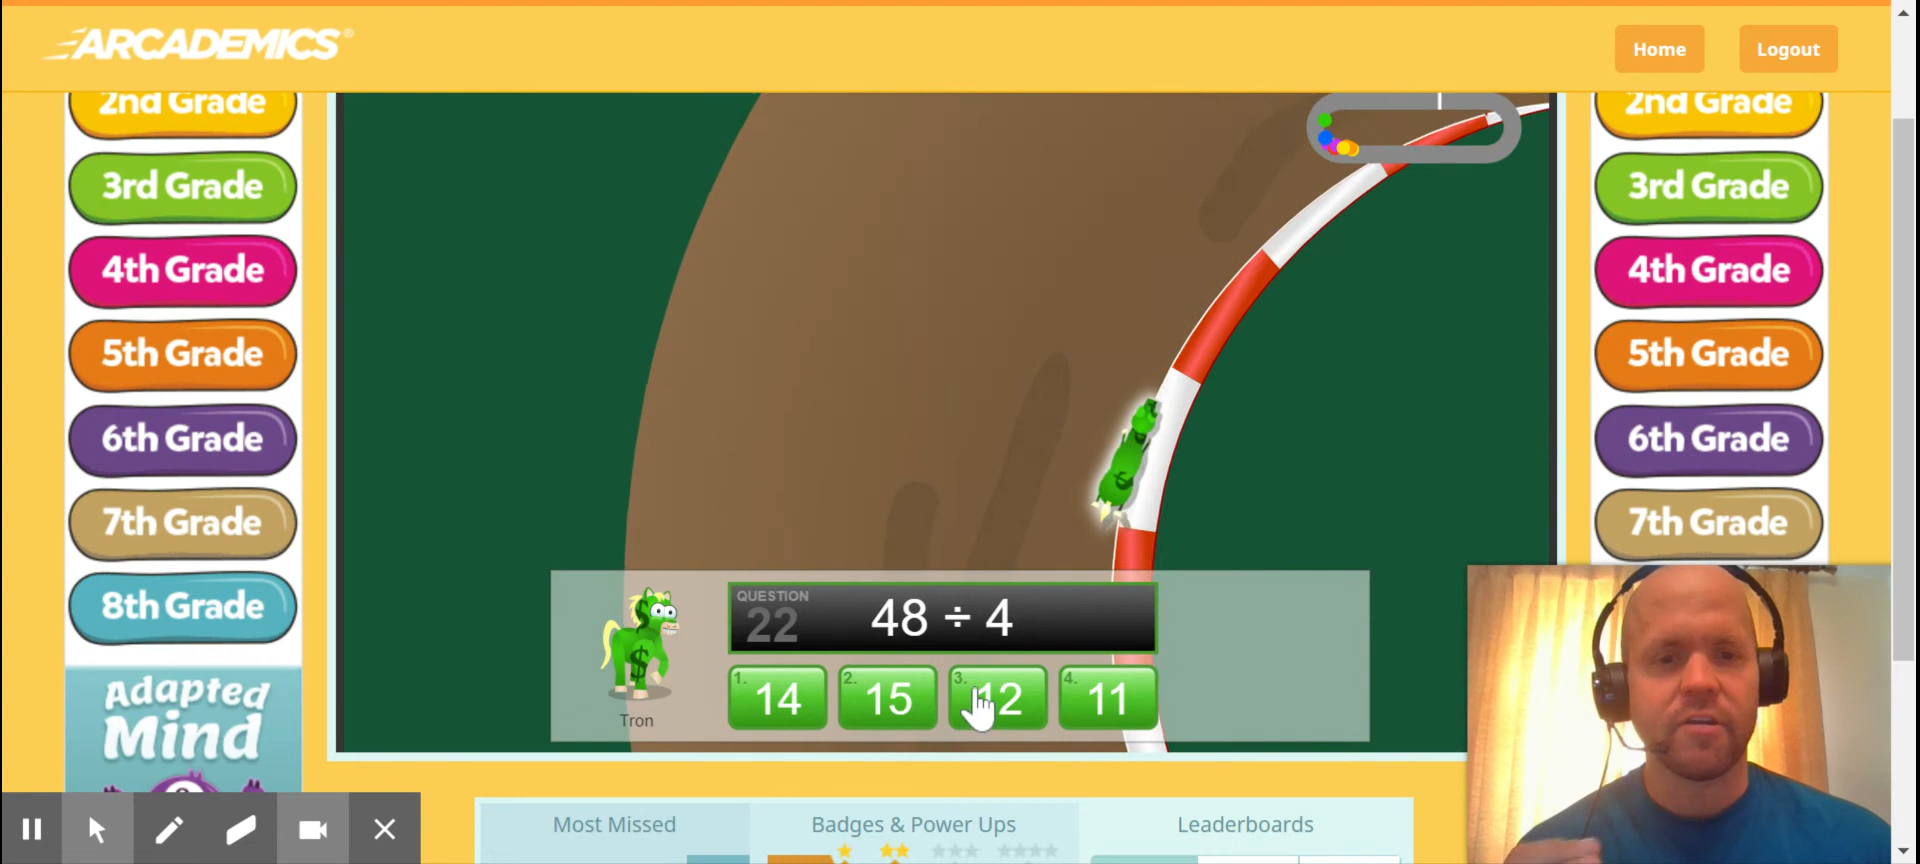 ARCADEMICS®
Home
Logout
2nd Grade
3rd Grade
4th Grade
5th Grade
6th Grade
7th Grade
8th Grade
Adapted
Mind
QUESTION
22
48 ÷ 4
1. 14
2. 15
3. 12
4. 11
$
$
Tron
2nd Grade
3rd Grade
4th Grade
5th Grade
6th Grade
7th Grade
Most Missed
Badges & Power Ups
Leaderboards